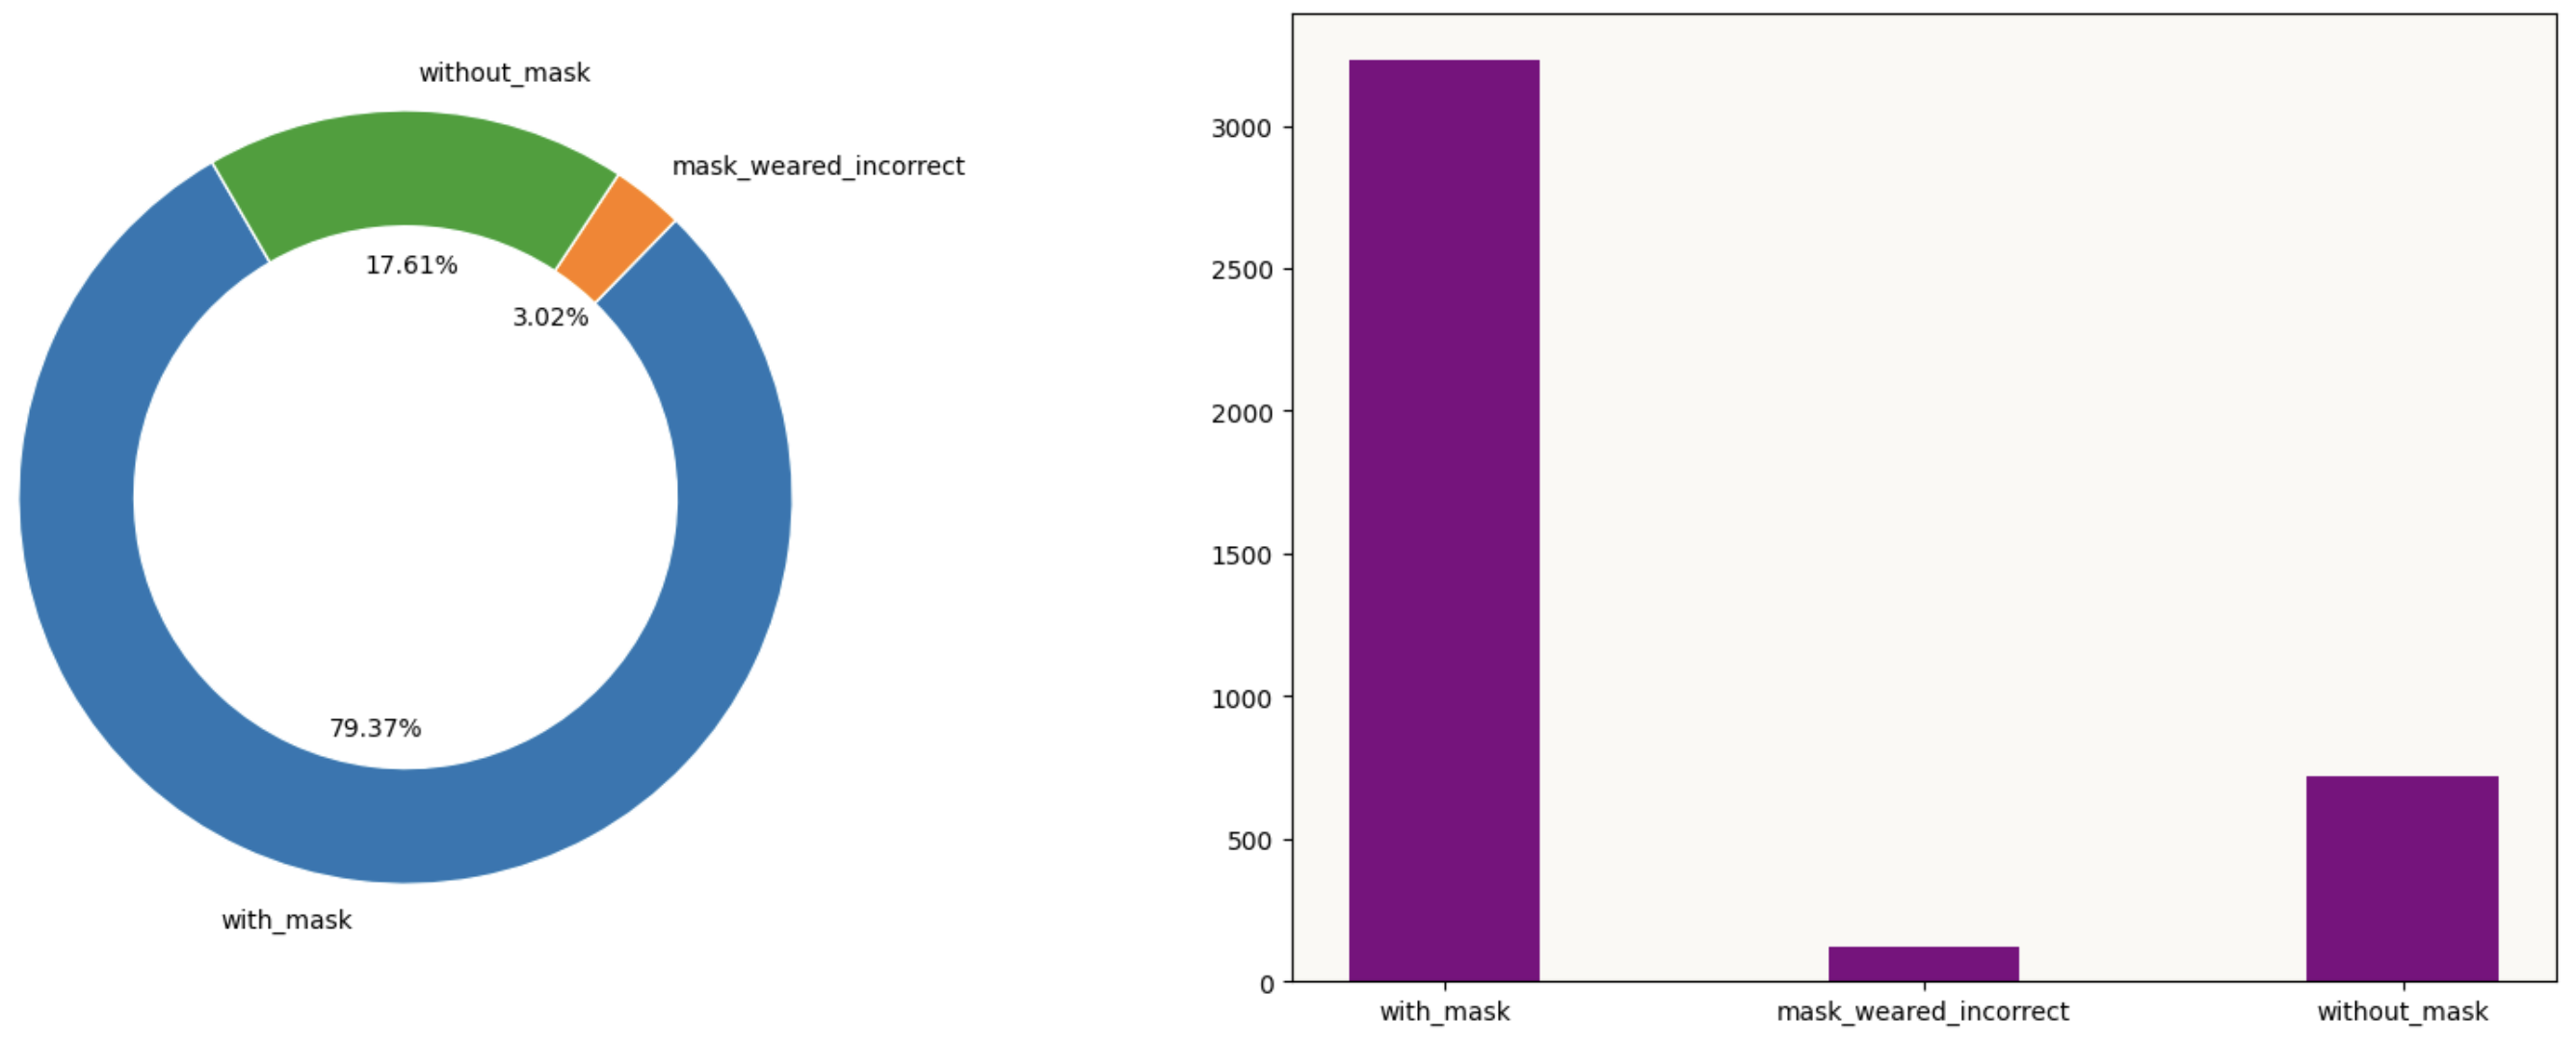 without_mask
mask_weared_incorrect
17.61%
3.02%
79.37%
with_mask
3000
2500
2000
1500
1000
500
0
with_mask
mask_weared_incorrect
without_mask